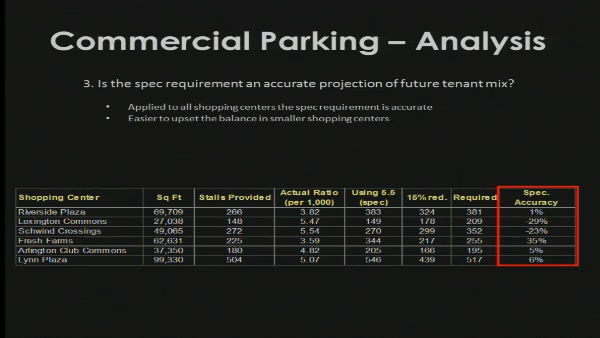 Commercial Parking – Analysis
3. Is the spec requirement an accurate projection of future tenant mix?
• Applied to all shopping centers the spec requirement is accurate
• Easier to upset the balance in smaller shopping centers
Shopping Center Sq Ft Stalls Provided Actual Ratio (per 1,000) Using 5.5 (spec) 15% red. Required Spec. Accuracy
Riverside Plaza 69,709 266 3.82 383 324 381 1%
Lexington Commons 27,038 148 5.47 149 178 209 -29%
Schwind Crossings 49,065 272 5.54 270 299 352 -23%
Fresh Farms 62,631 225 3.59 344 217 255 35%
Arlington Club Commons 37,350 180 4.82 205 166 195 5%
Lynn Plaza 99,330 504 5.07 546 439 517 6%